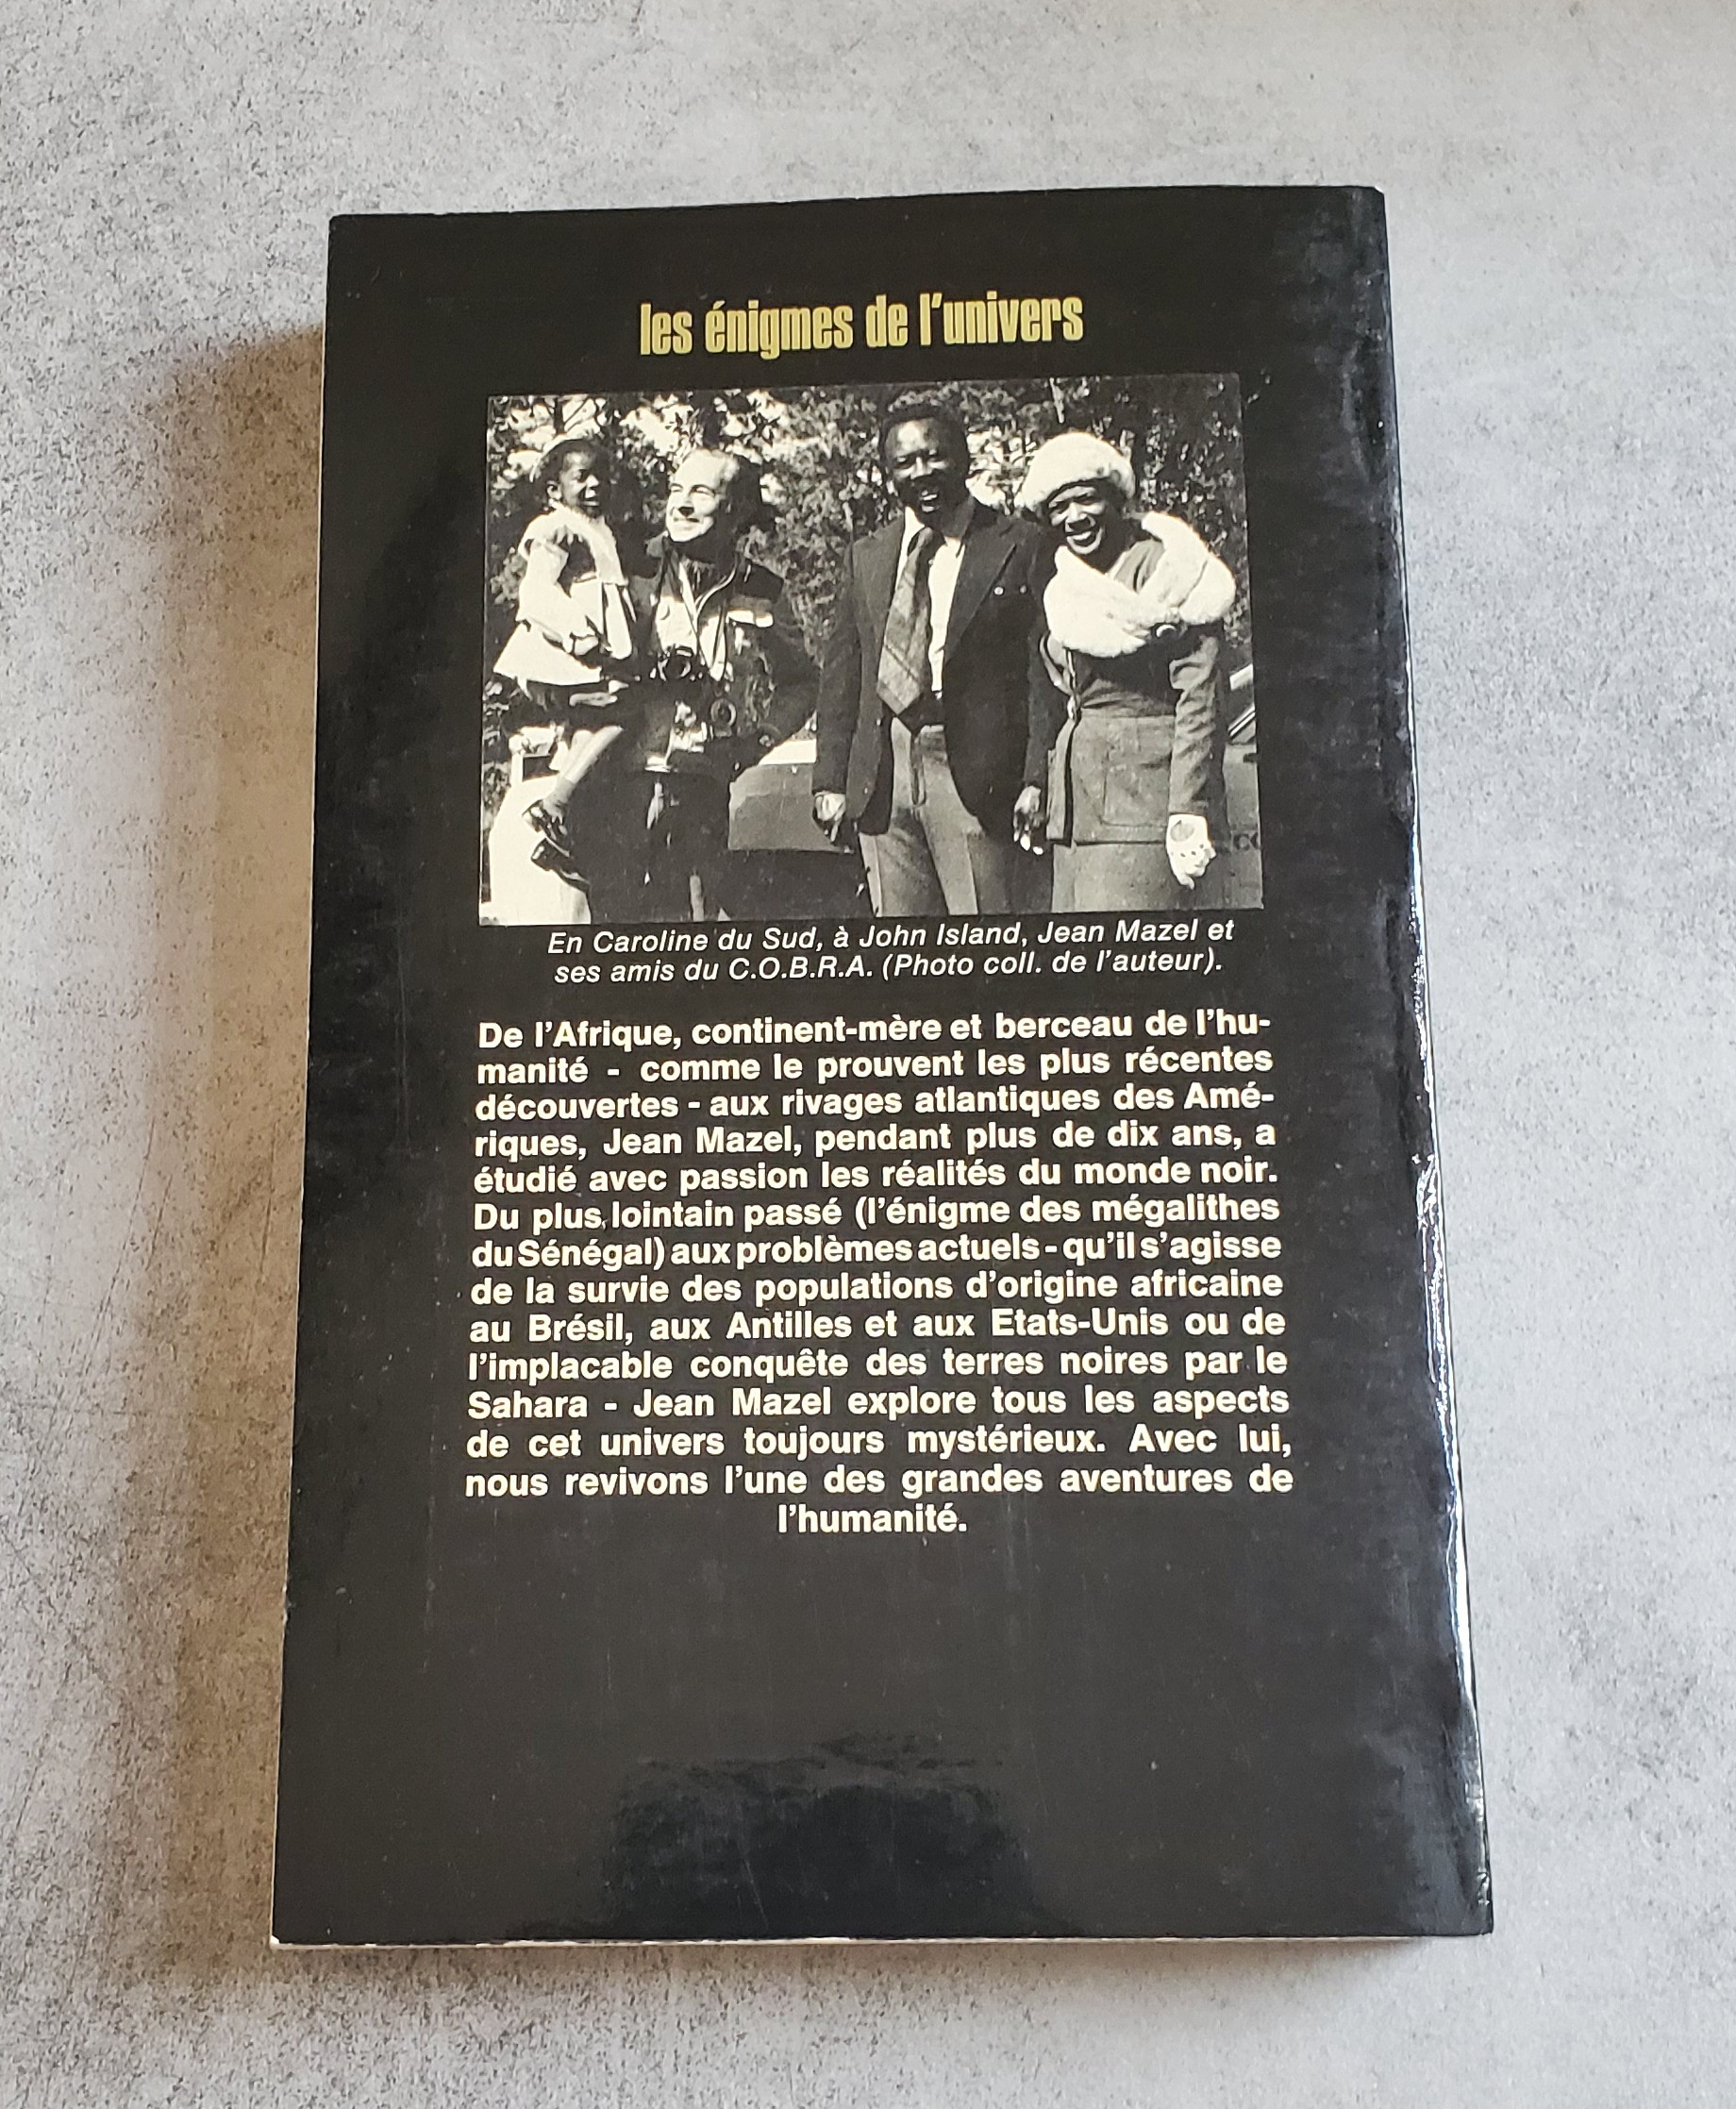 les énigmes de l'univers
En Caroline du Sud, à John Island, Jean Mazel et
ses amis du C.O.B.R.A. (Photo coll. de l'auteur).
De l'Afrique, continent-mère et berceau de l'hu-
manité - comme le prouvent les plus récentes
découvertes - aux rivages atlantiques des Amé-
riques, Jean Mazel, pendant plus de dix ans, a
étudié avec passion les réalités du monde noir.
Du plus lointain passé (l'énigme des mégalithes
du Sénégal) aux problèmes actuels - qu'il s'agisse
de la survie des populations d'origine africaine
au Brésil, aux Antilles et aux Etats-Unis ou de
l'implacable conquête des terres noires par le
Sahara - Jean Mazel explore tous les aspects
de cet univers toujours mystérieux. Avec lui,
nous revivons l'une des grandes aventures de
l'humanité.